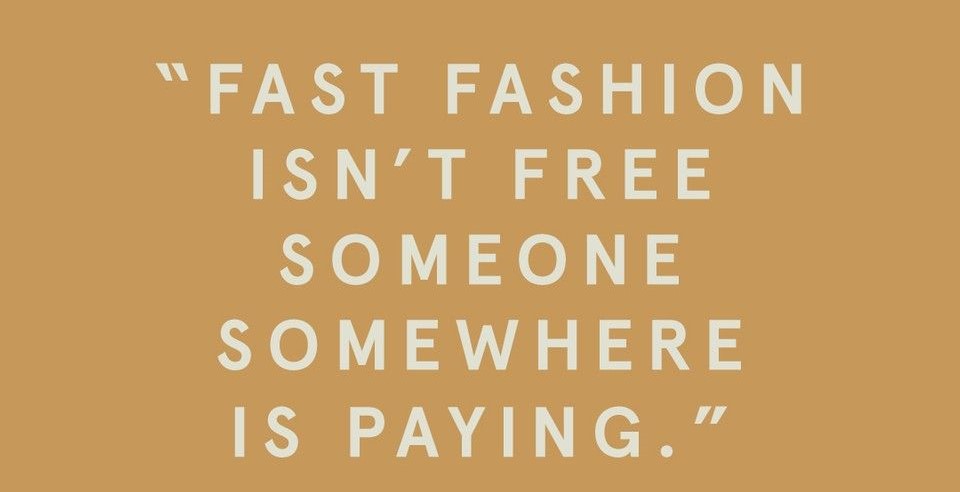 “FAST FASHION
ISN’T FREE
SOMEONE
SOMEWHERE
IS PAYING.”